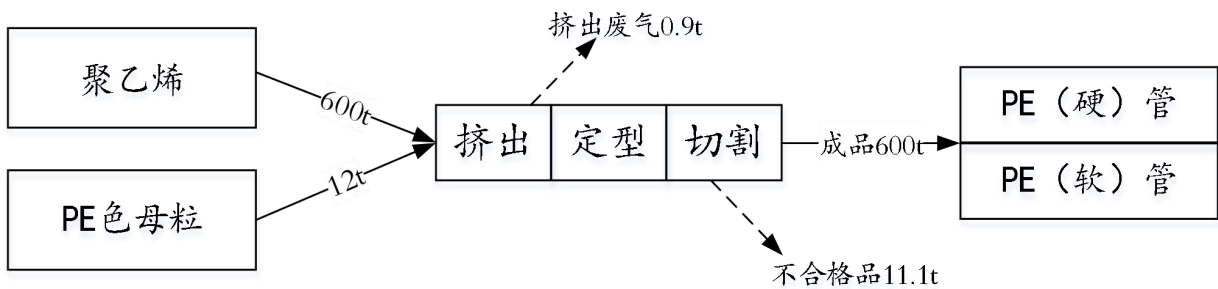 挤出废气0.9t
聚乙烯
600t
PE（硬）管
挤出
定型
切割
成品600t
12t
PE（软）管
PE色母粒
不合格品11.1t